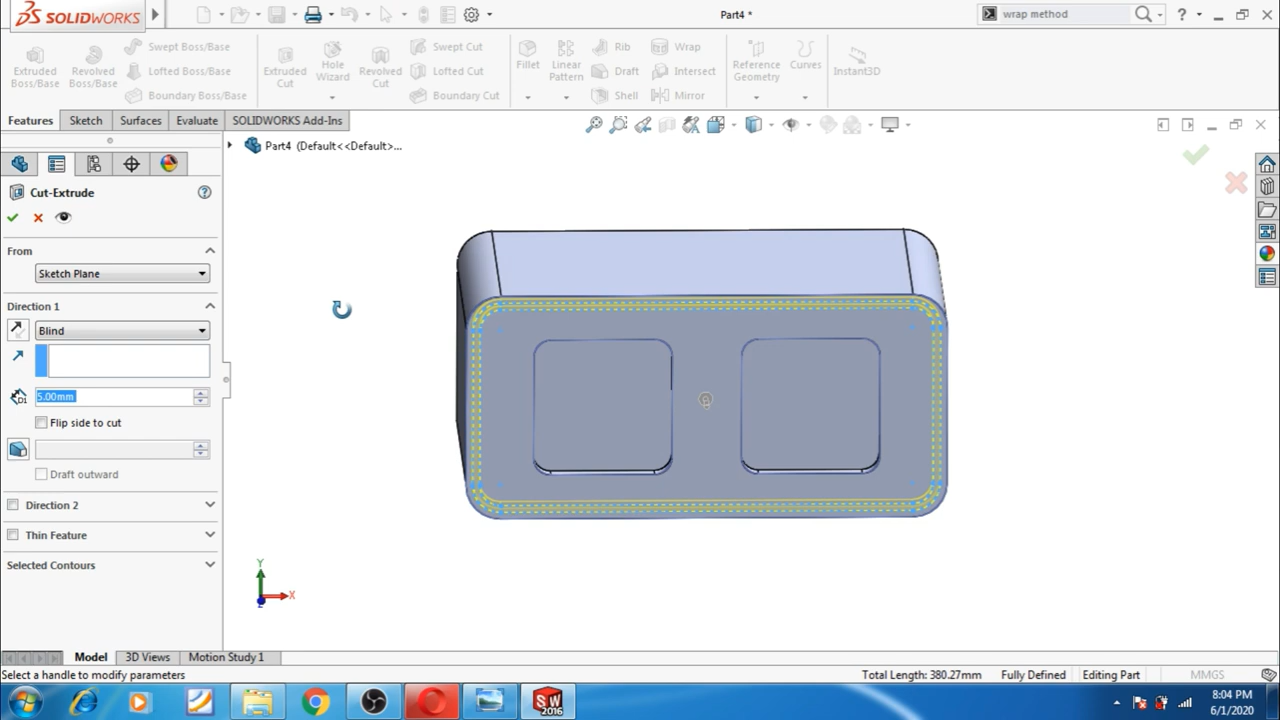 SOLIDWORKS
Part4 *
wrap method
?
Extruded Boss/Base
Revolved Boss/Base
Swept Boss/Base
Lofted Boss/Base
Boundary Boss/Base
Extruded Cut
Hole Wizard
Revolved Cut
Swept Cut
Lofted Cut
Boundary Cut
Fillet
Linear Pattern
Rib
Draft
Shell
Wrap
Intersect
Mirror
Reference Geometry
Curves
Instant3D
Features
Sketch
Surfaces
Evaluate
SOLIDWORKS Add-Ins
Part4 (Default<<Default>...
Cut-Extrude
?
From
Sketch Plane
Direction 1
Blind
D1
5.00mm
Flip side to cut
Draft outward
Direction 2
Thin Feature
Selected Contours
Y
X
Z
Model
3D Views
Motion Study 1
Select a handle to modify parameters
Total Length: 380.27mm
Fully Defined
Editing Part
MMGS
SW
2016
8:04 PM
6/1/2020